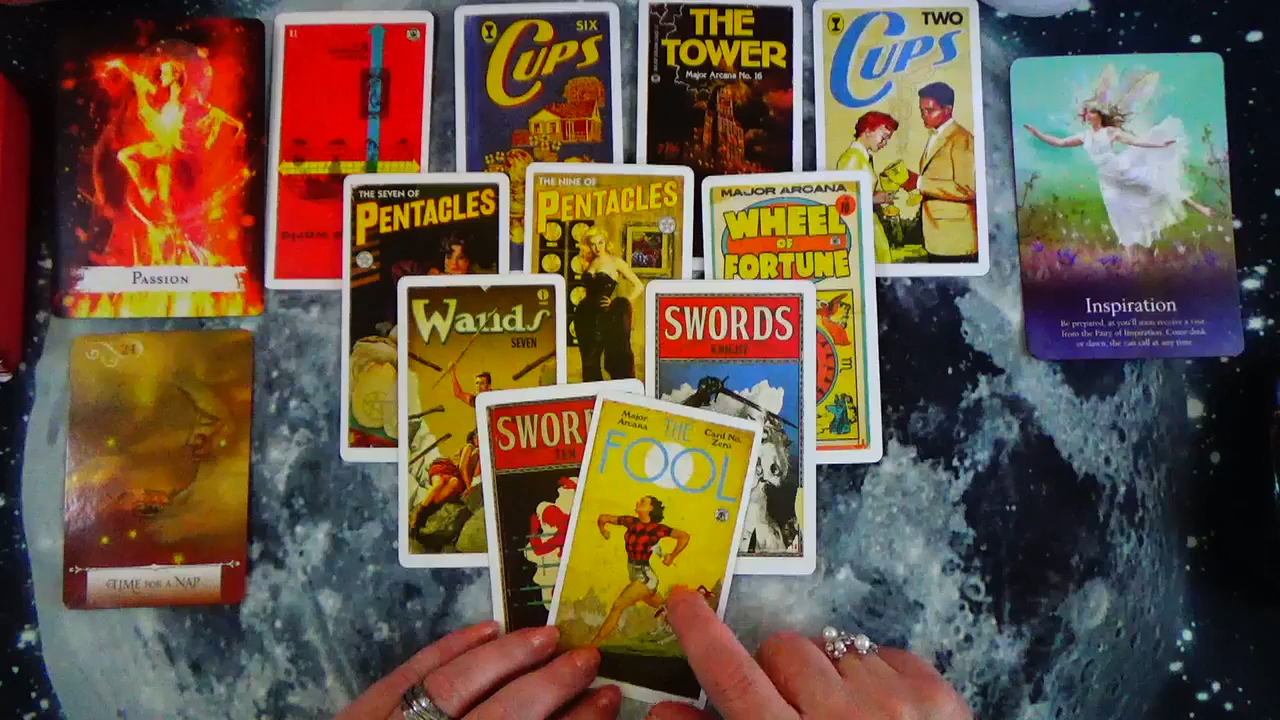 PASSION
TIME FOR A NAP
SIX
CUPS
THE
TOWER
Major Arcana No. 16
TWO
CUPS
THE SEVEN OF
PENTACLES
THE NINE OF
PENTACLES
MAJOR ARCANA
WHEEL
OF
FORTUNE
Wands
SEVEN
SWORDS
KNIGHT
TEN
Major
Arcana
THE
Card No.
Zero
FOOL
Inspiration
Be prepared, as you'll soon receive a visit
from the Fairy of Inspiration. Come dusk
or dawn, she can call at any time.